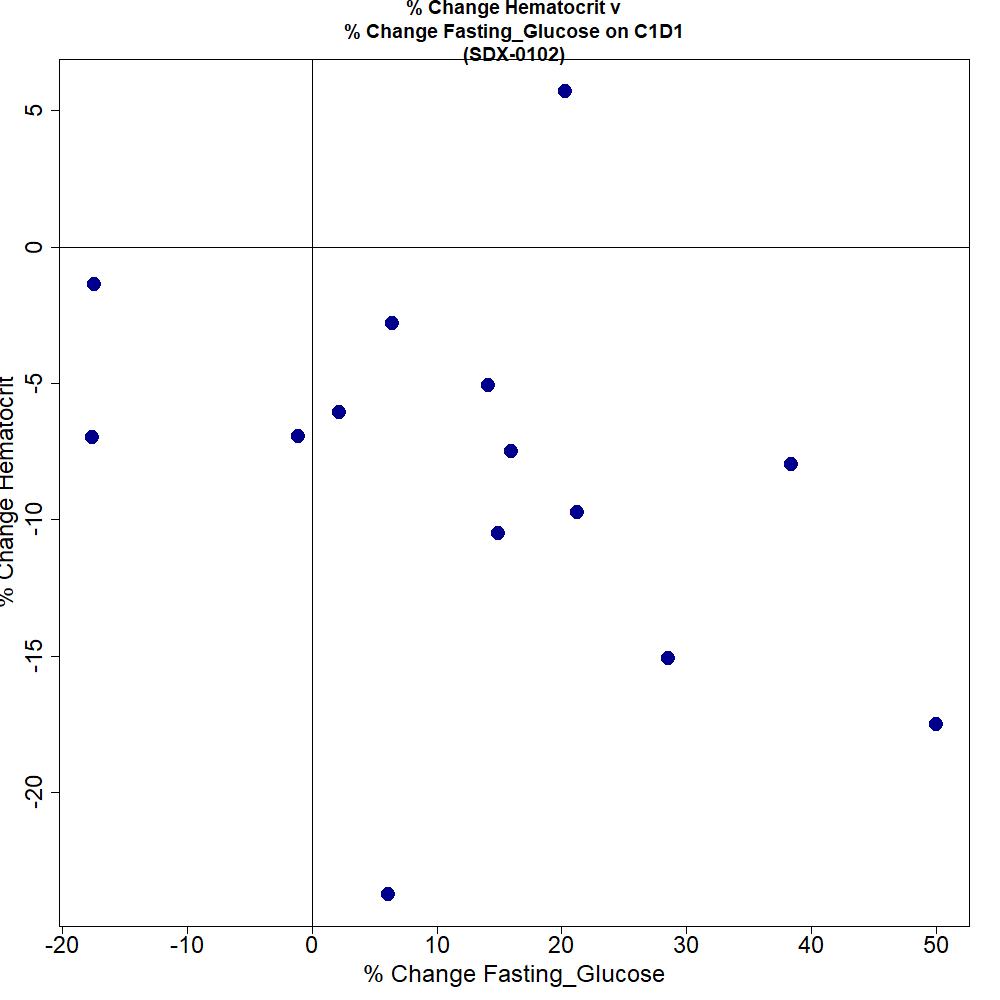 % Change Hematocrit v
% Change Fasting_Glucose on C1D1
(SDX-0102)
% Change Hematocrit
5
0
-5
-10
-15
-20
-20 -10 0 10 20 30 40 50
% Change Fasting_Glucose